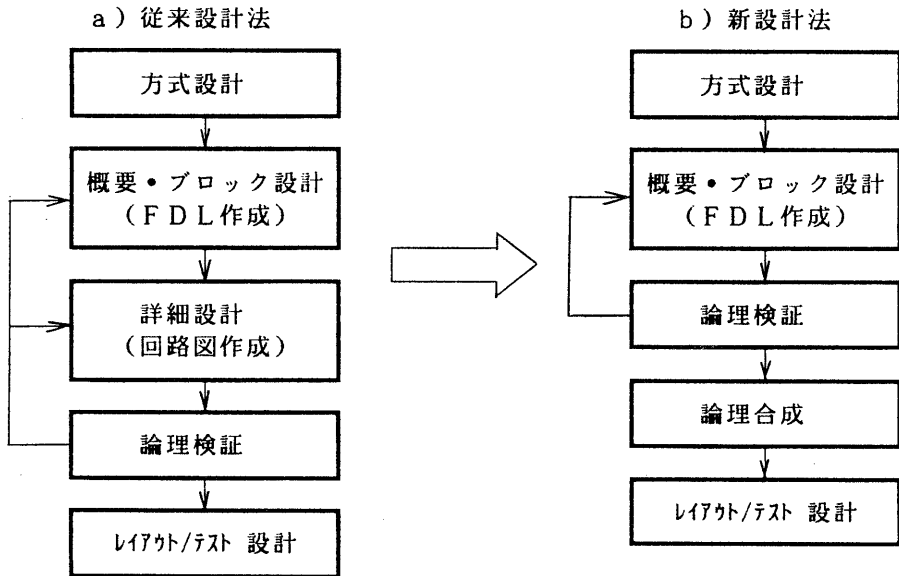 a）従来設計法
方式設計
概要・ブロック設計
（ＦＤＬ作成）
詳細設計
（回路図作成）
論理検証
ﾚｲｱｳﾄ/ﾃｽﾄ 設計
b）新設計法
方式設計
概要・ブロック設計
（ＦＤＬ作成）
論理検証
論理合成
ﾚｲｱｳﾄ/ﾃｽﾄ 設計